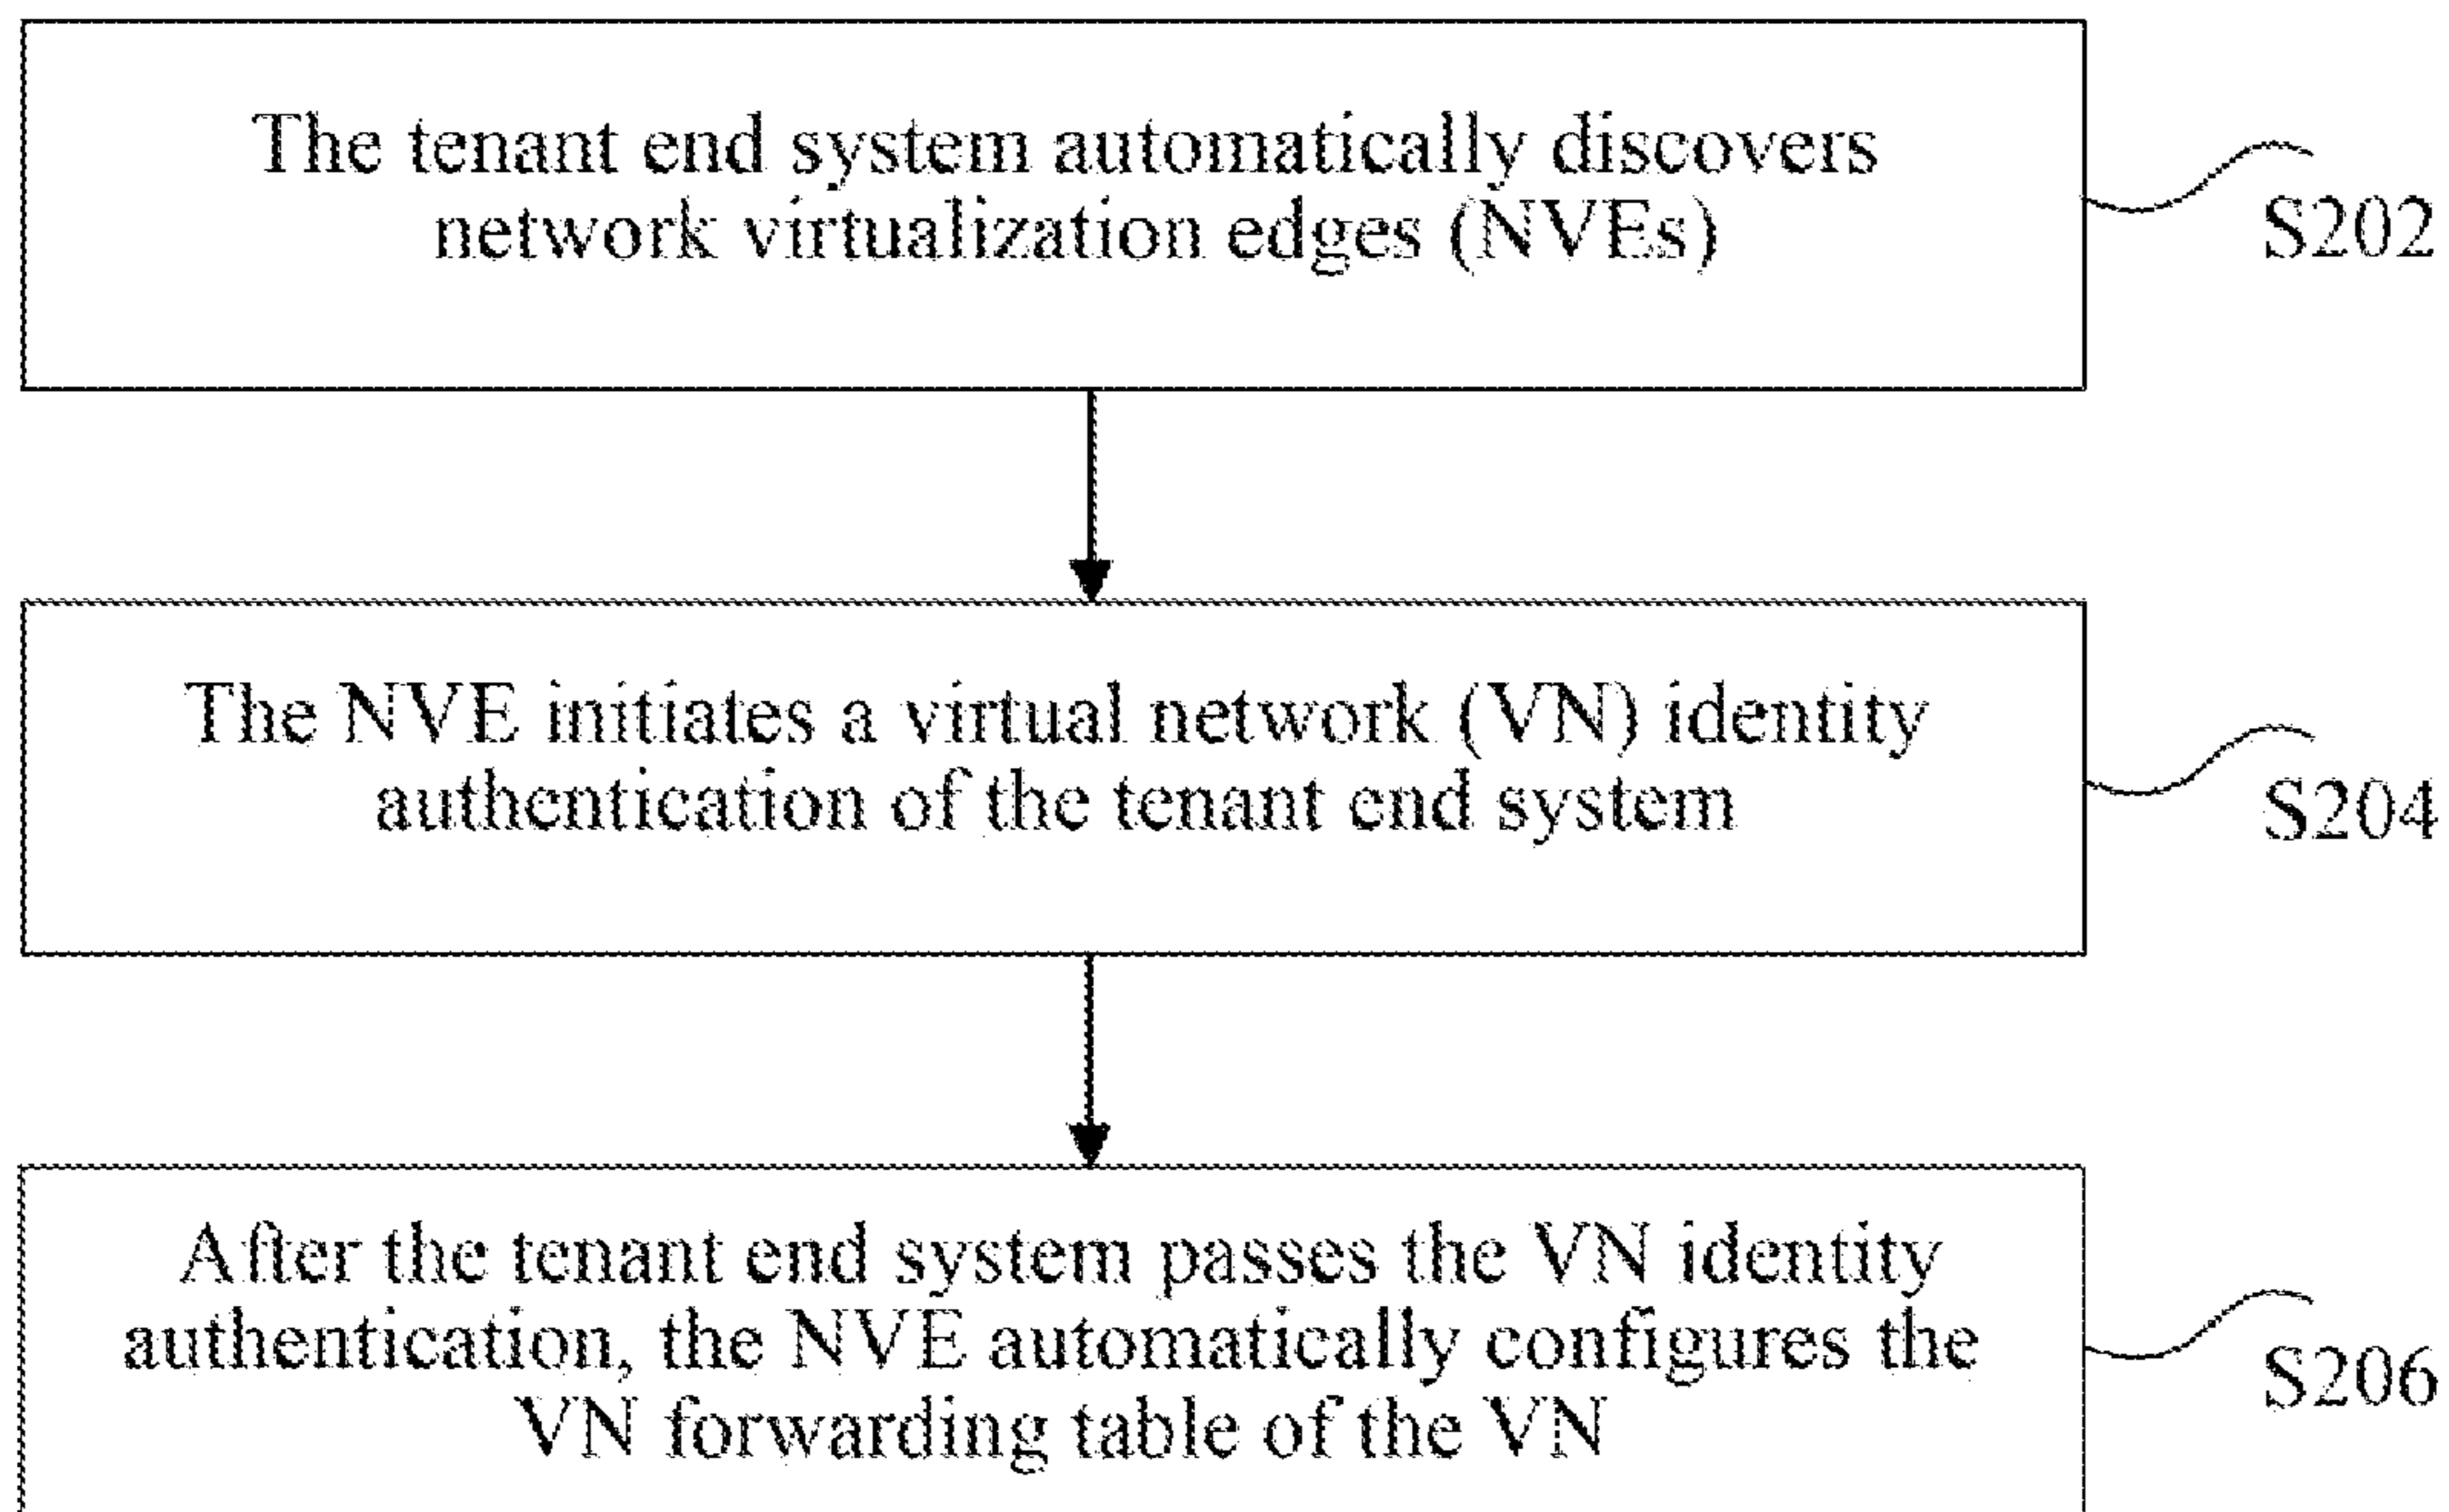 The tenant end system automatically discovers
network virtualization edges (NVEs)
S202
The NVE initiates a virtual network (VN) identity
authentication of the tenant end system
S204
After the tenant end system passes the VN identity
authentication, the NVE automatically configures the
VN forwarding table of the VN
S206